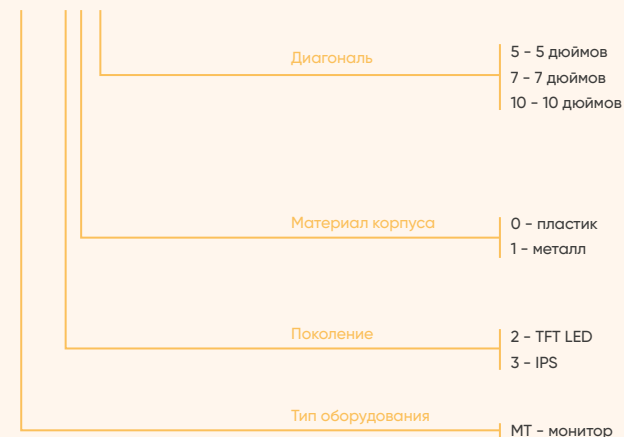 Диагональ
5 - 5 дюймов
7 - 7 дюймов
10 - 10 дюймов
Материал корпуса
0 - пластик
1 - металл
Поколение
2 - TFT LED
3 - IPS
Тип оборудования
МТ - монитор